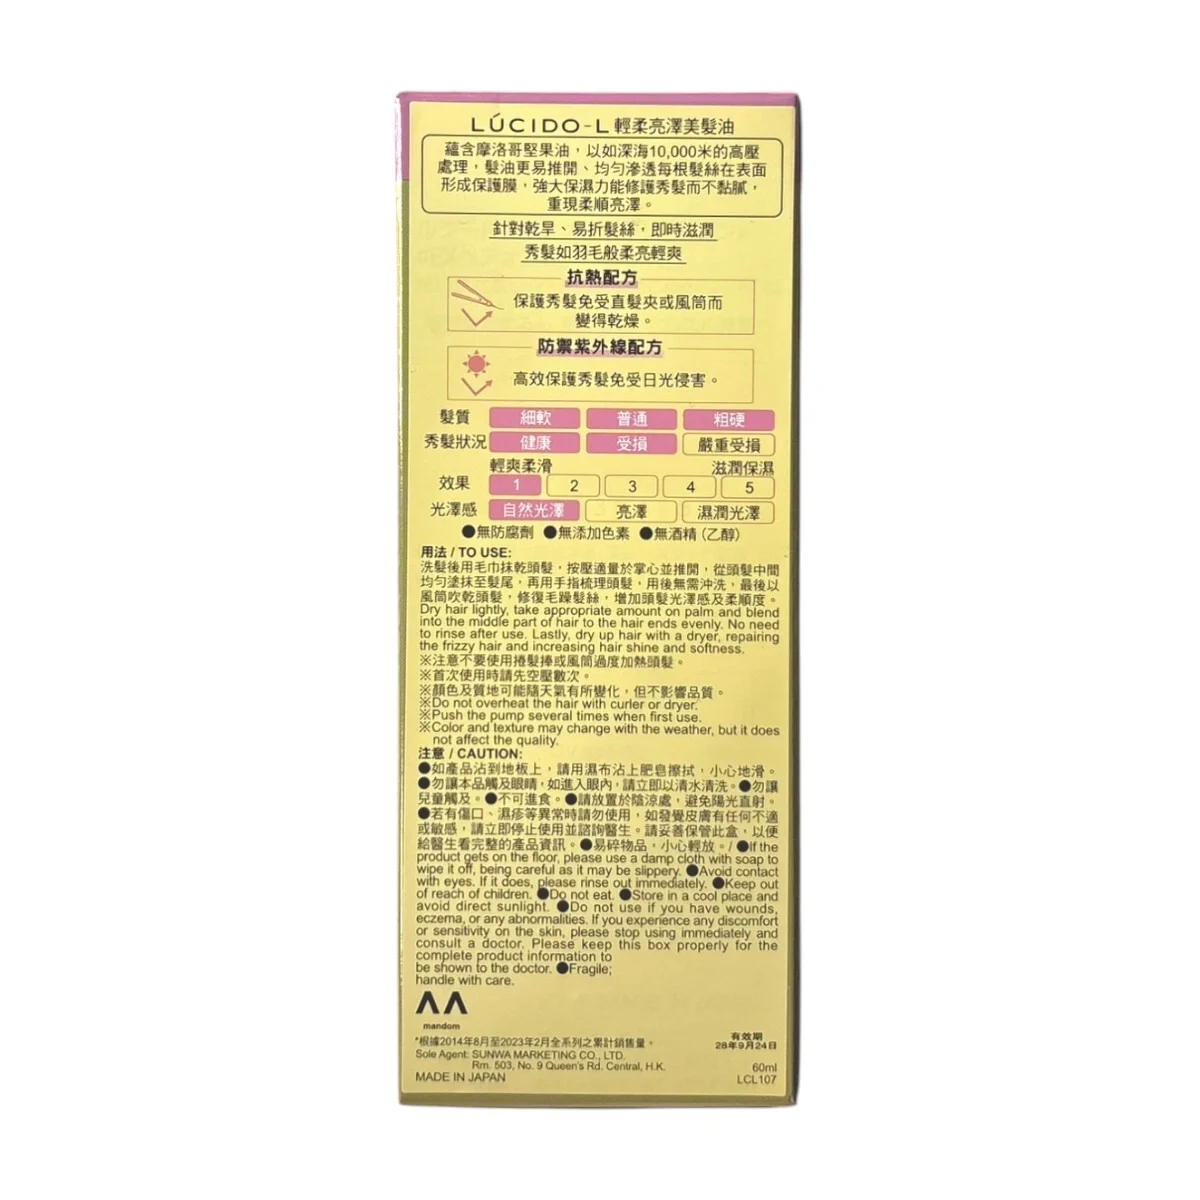 LÚCIDO-L 輕柔亮澤美髮油
蘊含摩洛哥堅果油，以如深海10,000米的高壓
處理，髮油更易推開、均勻滲透每根髮絲在表面
形成保護膜，強大保濕力能修護秀髮而不黏膩，
重現柔順亮澤。
針對乾旱、易折髮絲，即時滋潤
秀髮如羽毛般柔亮輕爽
抗熱配方
保護秀髮免受直髮夾或風筒而
變得乾燥。
防禦紫外線配方
高效保護秀髮免受日光侵害。
髮質 細軟 普通 粗硬
秀髮狀況 健康 受損 嚴重受損
輕爽柔滑 滋潤保濕
效果 1 2 3 4 5
光澤感 自然光澤 亮澤 濕潤光澤
●無防腐劑 ●無添加色素 ●無酒精（乙醇）
用法 / TO USE:
洗髮後用毛巾抹乾頭髮，按壓適量於掌心並推開，從頭髮中間
均勻塗抹至髮尾，再用手指梳理頭髮，用後無需沖洗，最後以
風筒吹乾頭髮，修復毛躁髮絲，增加頭髮光澤感及柔順度。
Dry hair lightly, take appropriate amount on palm and blend
into the middle part of hair to the hair ends evenly. No need
to rinse after use. Lastly, dry up hair with a dryer, repairing
the frizzy hair and increasing hair shine and softness.
※注意不要使用捲髮捧或風筒過度加熱頭髮。
※首次使用時請先空壓數次。
※顏色及質地可能隨天氣有所變化，但不影響品質。
※Do not overheat the hair with curler or dryer.
※Push the pump several times when first use.
※Color and texture may change with the weather, but it does
not affect the quality.
注意 / CAUTION:
●如產品沾到地板上，請用濕布沾上肥皂擦拭，小心地滑。
●勿讓本品觸及眼睛，如進入眼內，請立即以清水清洗。●勿讓
兒童觸及。●不可進食。●請放置於陰涼處，避免陽光直射。
●若有傷口、濕疹等異常時請勿使用，如發覺皮膚有任何不適
或敏感，請立即停止使用並諮詢醫生。請妥善保管此盒，以便
給醫生看完整的產品資訊。●易碎物品，小心輕放。/ ●If the
product gets on the floor, please use a damp cloth with soap to
wipe it off, being careful as it may be slippery. ●Avoid contact
with eyes. If it does, please rinse out immediately. ●Keep out
of reach of children. ●Do not eat. ●Store in a cool place and
avoid direct sunlight. ●Do not use if you have wounds,
eczema, or any abnormalities. If you experience any discomfort
or sensitivity on the skin, please stop using immediately and
consult a doctor. Please keep this box properly for the
complete product information to
be shown to the doctor. ●Fragile;
handle with care.
mandom
*根據2014年8月至2023年2月全系列之累計銷售量。
有效期
28年9月24日
Sole Agent: SUNWA MARKETING CO., LTD.
Rm. 503, No. 9 Queen's Rd. Central, H.K.
60ml
MADE IN JAPAN
LCL107